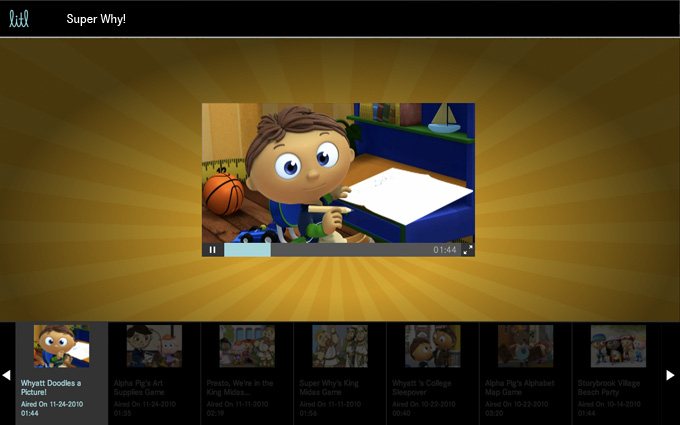 litl
Super Why!
01:44
Whyatt Doodles a
Picture!
Aired On 11-24-2010
01:44
Alpha Pig's Art
Supplies Game
Aired On 11-24-2010
01:35
Presto, We're in the
King Midas...
Aired On 11-11-2010
02:19
Super Why's King
Midas Game
Aired On 11-11-2010
01:56
Whyatt 's College
Sleepover
Aired On 10-22-2010
00:40
Alpha Pig's Alphabet
Map Game
Aired On 10-22-2010
03:20
Storybrook Village
Beach Party
Aired On 10-14-2010
01:44